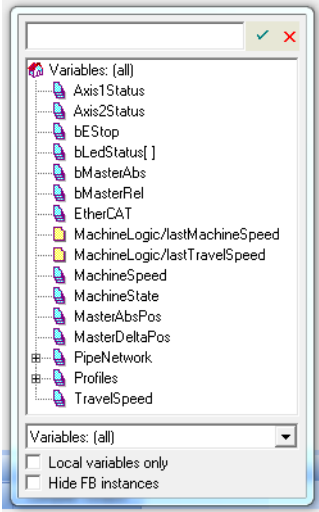 Variables: (all)
Axis1Status
Axis2Status
bEStop
bLedStatus[ ]
bMasterAbs
bMasterRel
EtherCAT
MachineLogic/lastMachineSpeed
MachineLogic/lastTravelSpeed
MachineSpeed
MachineState
MasterAbsPos
MasterDeltaPos
PipeNetwork
Profiles
TravelSpeed
Variables: (all)
Local variables only
Hide FB instances